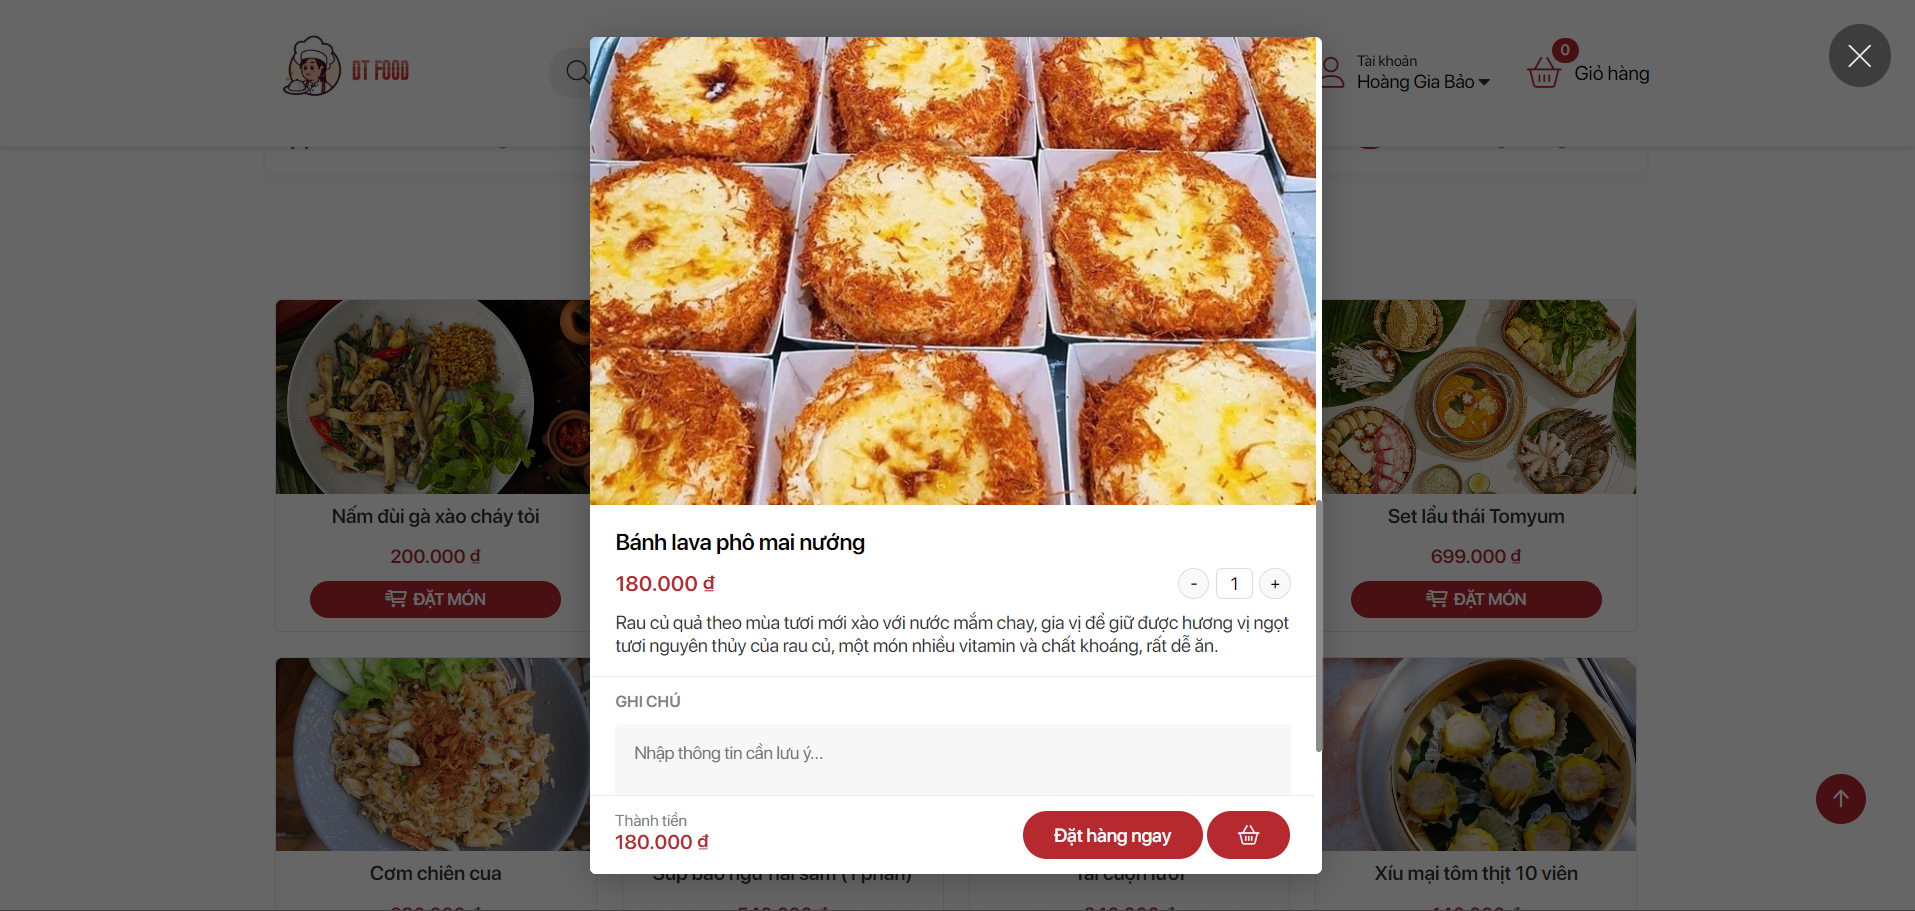 DT FOOD
Tài khoản
Hoàng Gia Bảo
0
Giỏ hàng
Nấm đùi gà xào cháy tỏi
200.000 ₫
ĐẶT MÓN
Set lẩu thái Tomyum
699.000 ₫
ĐẶT MÓN
Bánh lava phô mai nướng
180.000 ₫
- 1 +
Rau củ quả theo mùa tươi mới xào với nước mắm chay, gia vị để giữ được hương vị ngọt
tươi nguyên thủy của rau củ, một món nhiều vitamin và chất khoáng, rất dễ ăn.
GHI CHÚ
Nhập thông tin cần lưu ý...
Thành tiền
180.000 ₫
Đặt hàng ngay
Cơm chiên cua
Xíu mại tôm thịt 10 viên